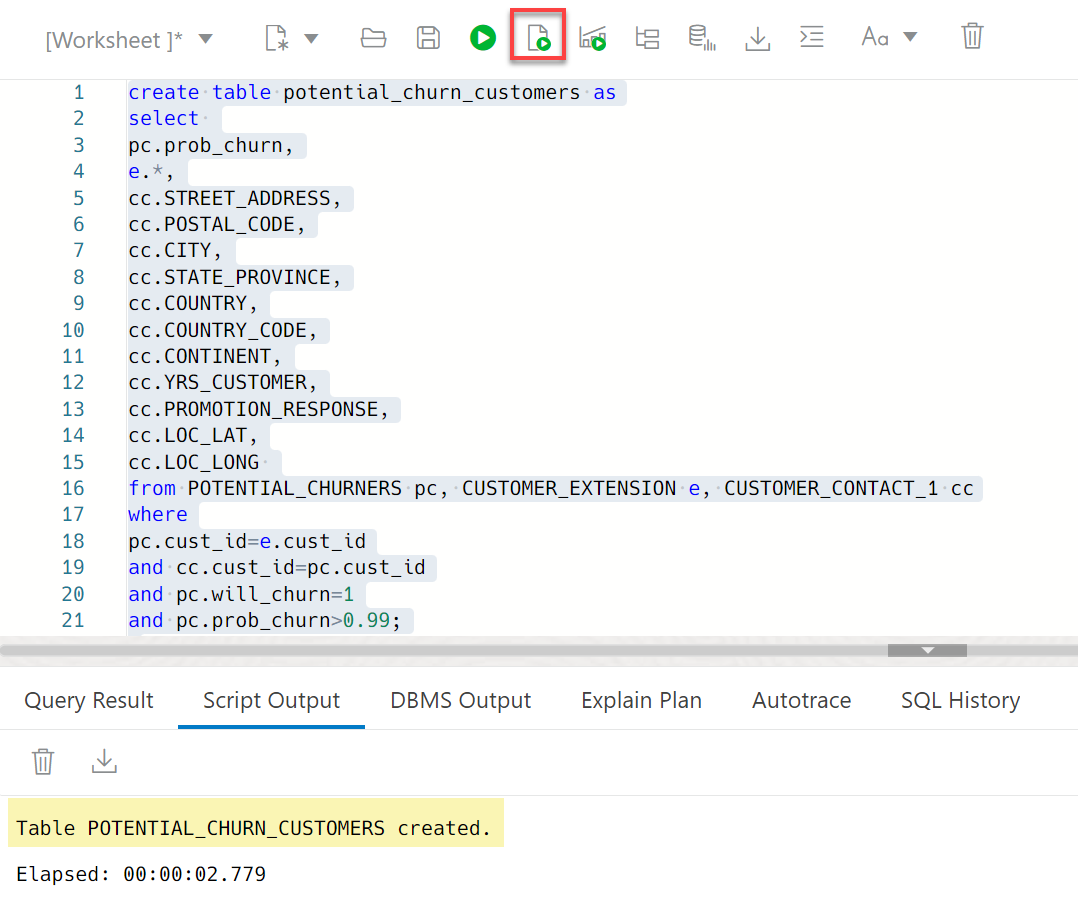 [Worksheet ]*
Aa
1 create table potential_churn_customers as
2 select
3 pc.prob_churn,
4 e.*,
5 cc.STREET_ADDRESS,
6 cc.POSTAL_CODE,
7 cc.CITY,
8 cc.STATE_PROVINCE,
9 cc.COUNTRY,
10 cc.COUNTRY_CODE,
11 cc.CONTINENT,
12 cc.YRS_CUSTOMER,
13 cc.PROMOTION_RESPONSE,
14 cc.LOC_LAT,
15 cc.LOC_LONG
16 from POTENTIAL_CHURNERS pc, CUSTOMER_EXTENSION e, CUSTOMER_CONTACT_1 cc
17 where
18 pc.cust_id=e.cust_id
19 and cc.cust_id=pc.cust_id
20 and pc.will_churn=1
21 and pc.prob_churn>0.99;
Query Result Script Output DBMS Output Explain Plan Autotrace SQL History
Table POTENTIAL_CHURN_CUSTOMERS created.
Elapsed: 00:00:02.779